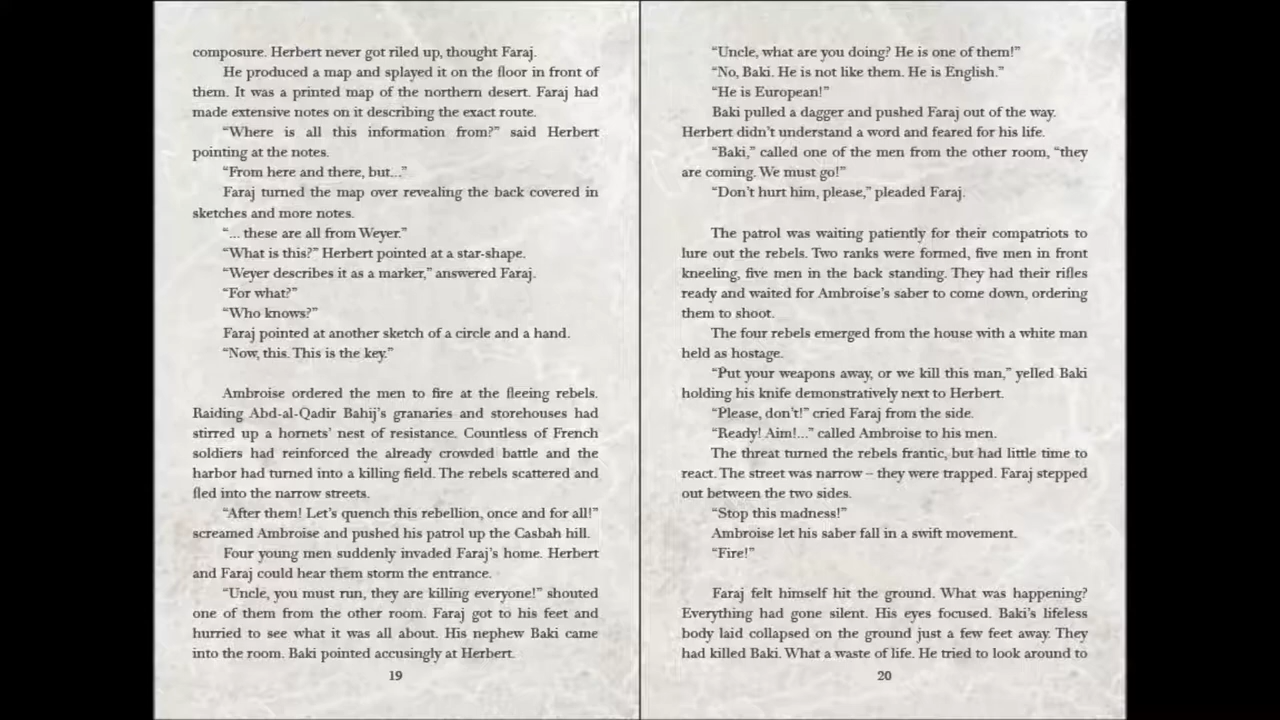 composure. Herbert never got riled up, thought Faraj.
He produced a map and splayed it on the floor in front of
them. It was a printed map of the northern desert. Faraj had
made extensive notes on it describing the exact route.
“Where is all this information from?” said Herbert
pointing at the notes.
“From here and there, but...”
Faraj turned the map over revealing the back covered in
sketches and more notes.
“... these are all from Weyer.”
“What is this?” Herbert pointed at a star-shape.
“Weyer describes it as a marker,” answered Faraj.
“For what?”
“Who knows?”
Faraj pointed at another sketch of a circle and a hand.
“Now, this. This is the key.”
Ambroise ordered the men to fire at the fleeing rebels.
Raiding Abd-al-Qadir Bahij’s granaries and storehouses had
stirred up a hornets’ nest of resistance. Countless of French
soldiers had reinforced the already crowded battle and the
harbor had turned into a killing field. The rebels scattered and
fled into the narrow streets.
“After them! Let’s quench this rebellion, once and for all!”
screamed Ambroise and pushed his patrol up the Casbah hill.
Four young men suddenly invaded Faraj’s home. Herbert
and Faraj could hear them storm the entrance.
“Uncle, you must run, they are killing everyone!” shouted
one of them from the other room. Faraj got to his feet and
hurried to see what it was all about. His nephew Baki came
into the room. Baki pointed accusingly at Herbert.
19
“Uncle, what are you doing? He is one of them!”
“No, Baki. He is not like them. He is English.”
“He is European!”
Baki pulled a dagger and pushed Faraj out of the way.
Herbert didn’t understand a word and feared for his life.
“Baki,” called one of the men from the other room, “they
are coming. We must go!”
“Don’t hurt him, please,” pleaded Faraj.
The patrol was waiting patiently for their compatriots to
lure out the rebels. Two ranks were formed, five men in front
kneeling, five men in the back standing. They had their rifles
ready and waited for Ambroise’s saber to come down, ordering
them to shoot.
The four rebels emerged from the house with a white man
held as hostage.
“Put your weapons away, or we kill this man,” yelled Baki
holding his knife demonstratively next to Herbert.
“Please, don’t!” cried Faraj from the side.
“Ready! Aim!...” called Ambroise to his men.
The threat turned the rebels frantic, but had little time to
react. The street was narrow – they were trapped. Faraj stepped
out between the two sides.
“Stop this madness!”
Ambroise let his saber fall in a swift movement.
“Fire!”
Faraj felt himself hit the ground. What was happening?
Everything had gone silent. His eyes focused. Baki’s lifeless
body laid collapsed on the ground just a few feet away. They
had killed Baki. What a waste of life. He tried to look around to
20